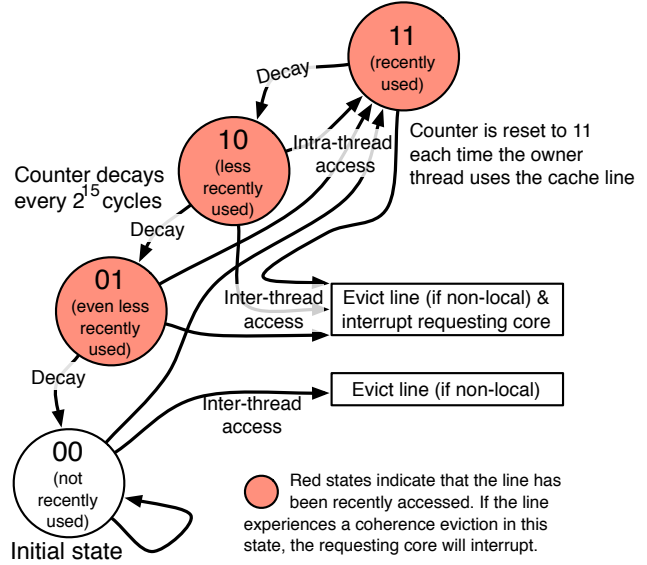 11
(recently
used)
Decay
10
(less
recently
used)
Intra-thread
access
Counter is reset to 11
each time the owner
thread uses the cache line
Counter decays
every 2^15 cycles
Decay
01
(even less
recently
used)
Inter-thread
access
Evict line (if non-local) &
interrupt requesting core
Decay
Evict line (if non-local)
Inter-thread
access
00
(not
recently
used)
Initial state
Red states indicate that the line has
been recently accessed. If the line
experiences a coherence eviction in this
state, the requesting core will interrupt.